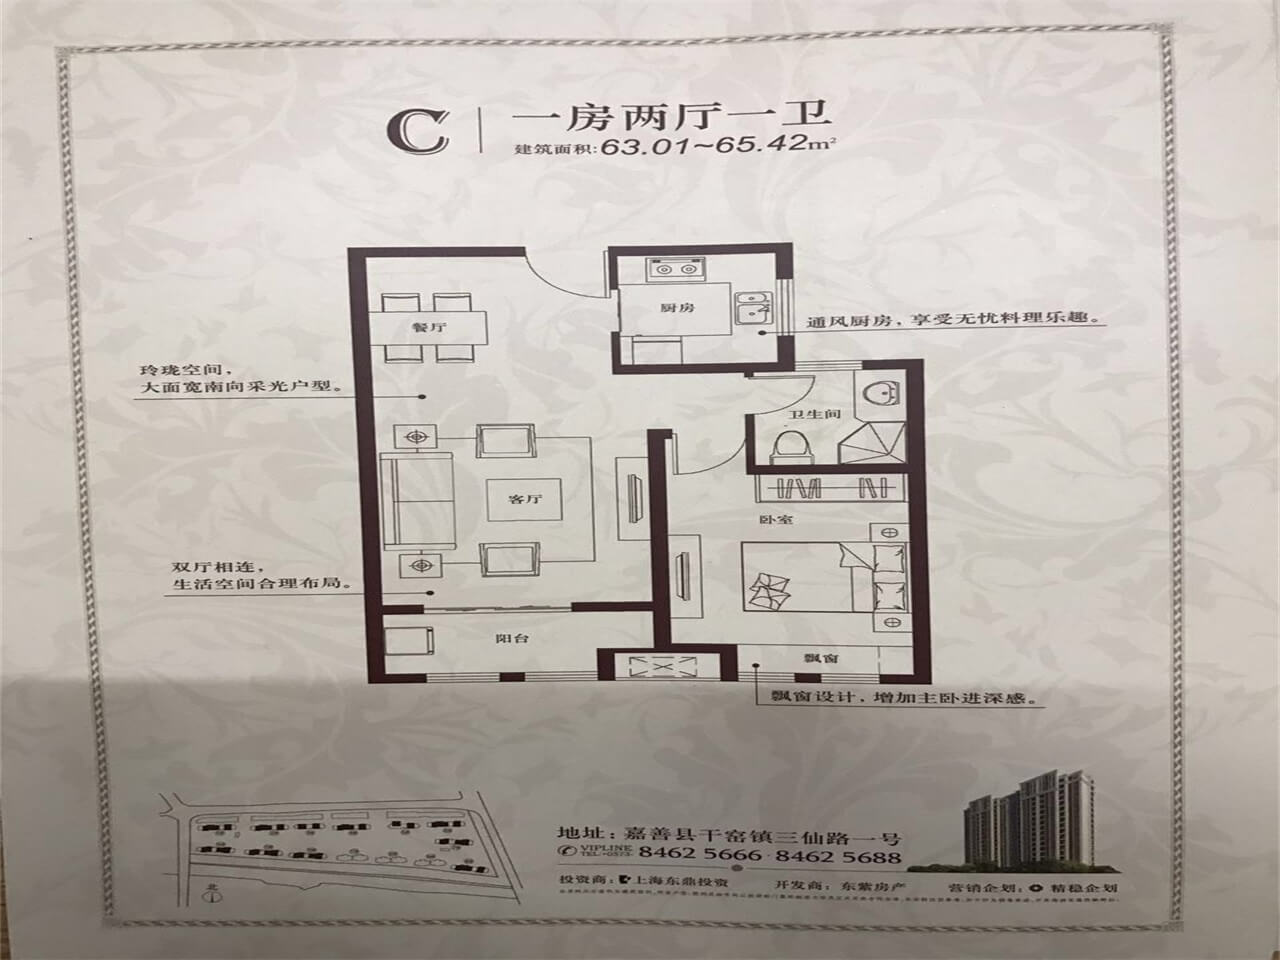 C
一房两厅一卫
建筑面积:63.01~65.42m²
厨房
餐厅
通风厨房，享受无忧料理乐趣。
玲珑空间，
大面宽南向采光户型。
卫生间
客厅
卧室
双厅相连，
生活空间合理布局。
阳台
飘窗
飘窗设计，增加主卧进深感。
地址：嘉善县干窑镇三仙路一号
VIPLINE
TEL:+0573-
8462 5666·8462 5688
投资商：上海东鼎投资 开发商：东紫房产 营销企划：精稳企划
北